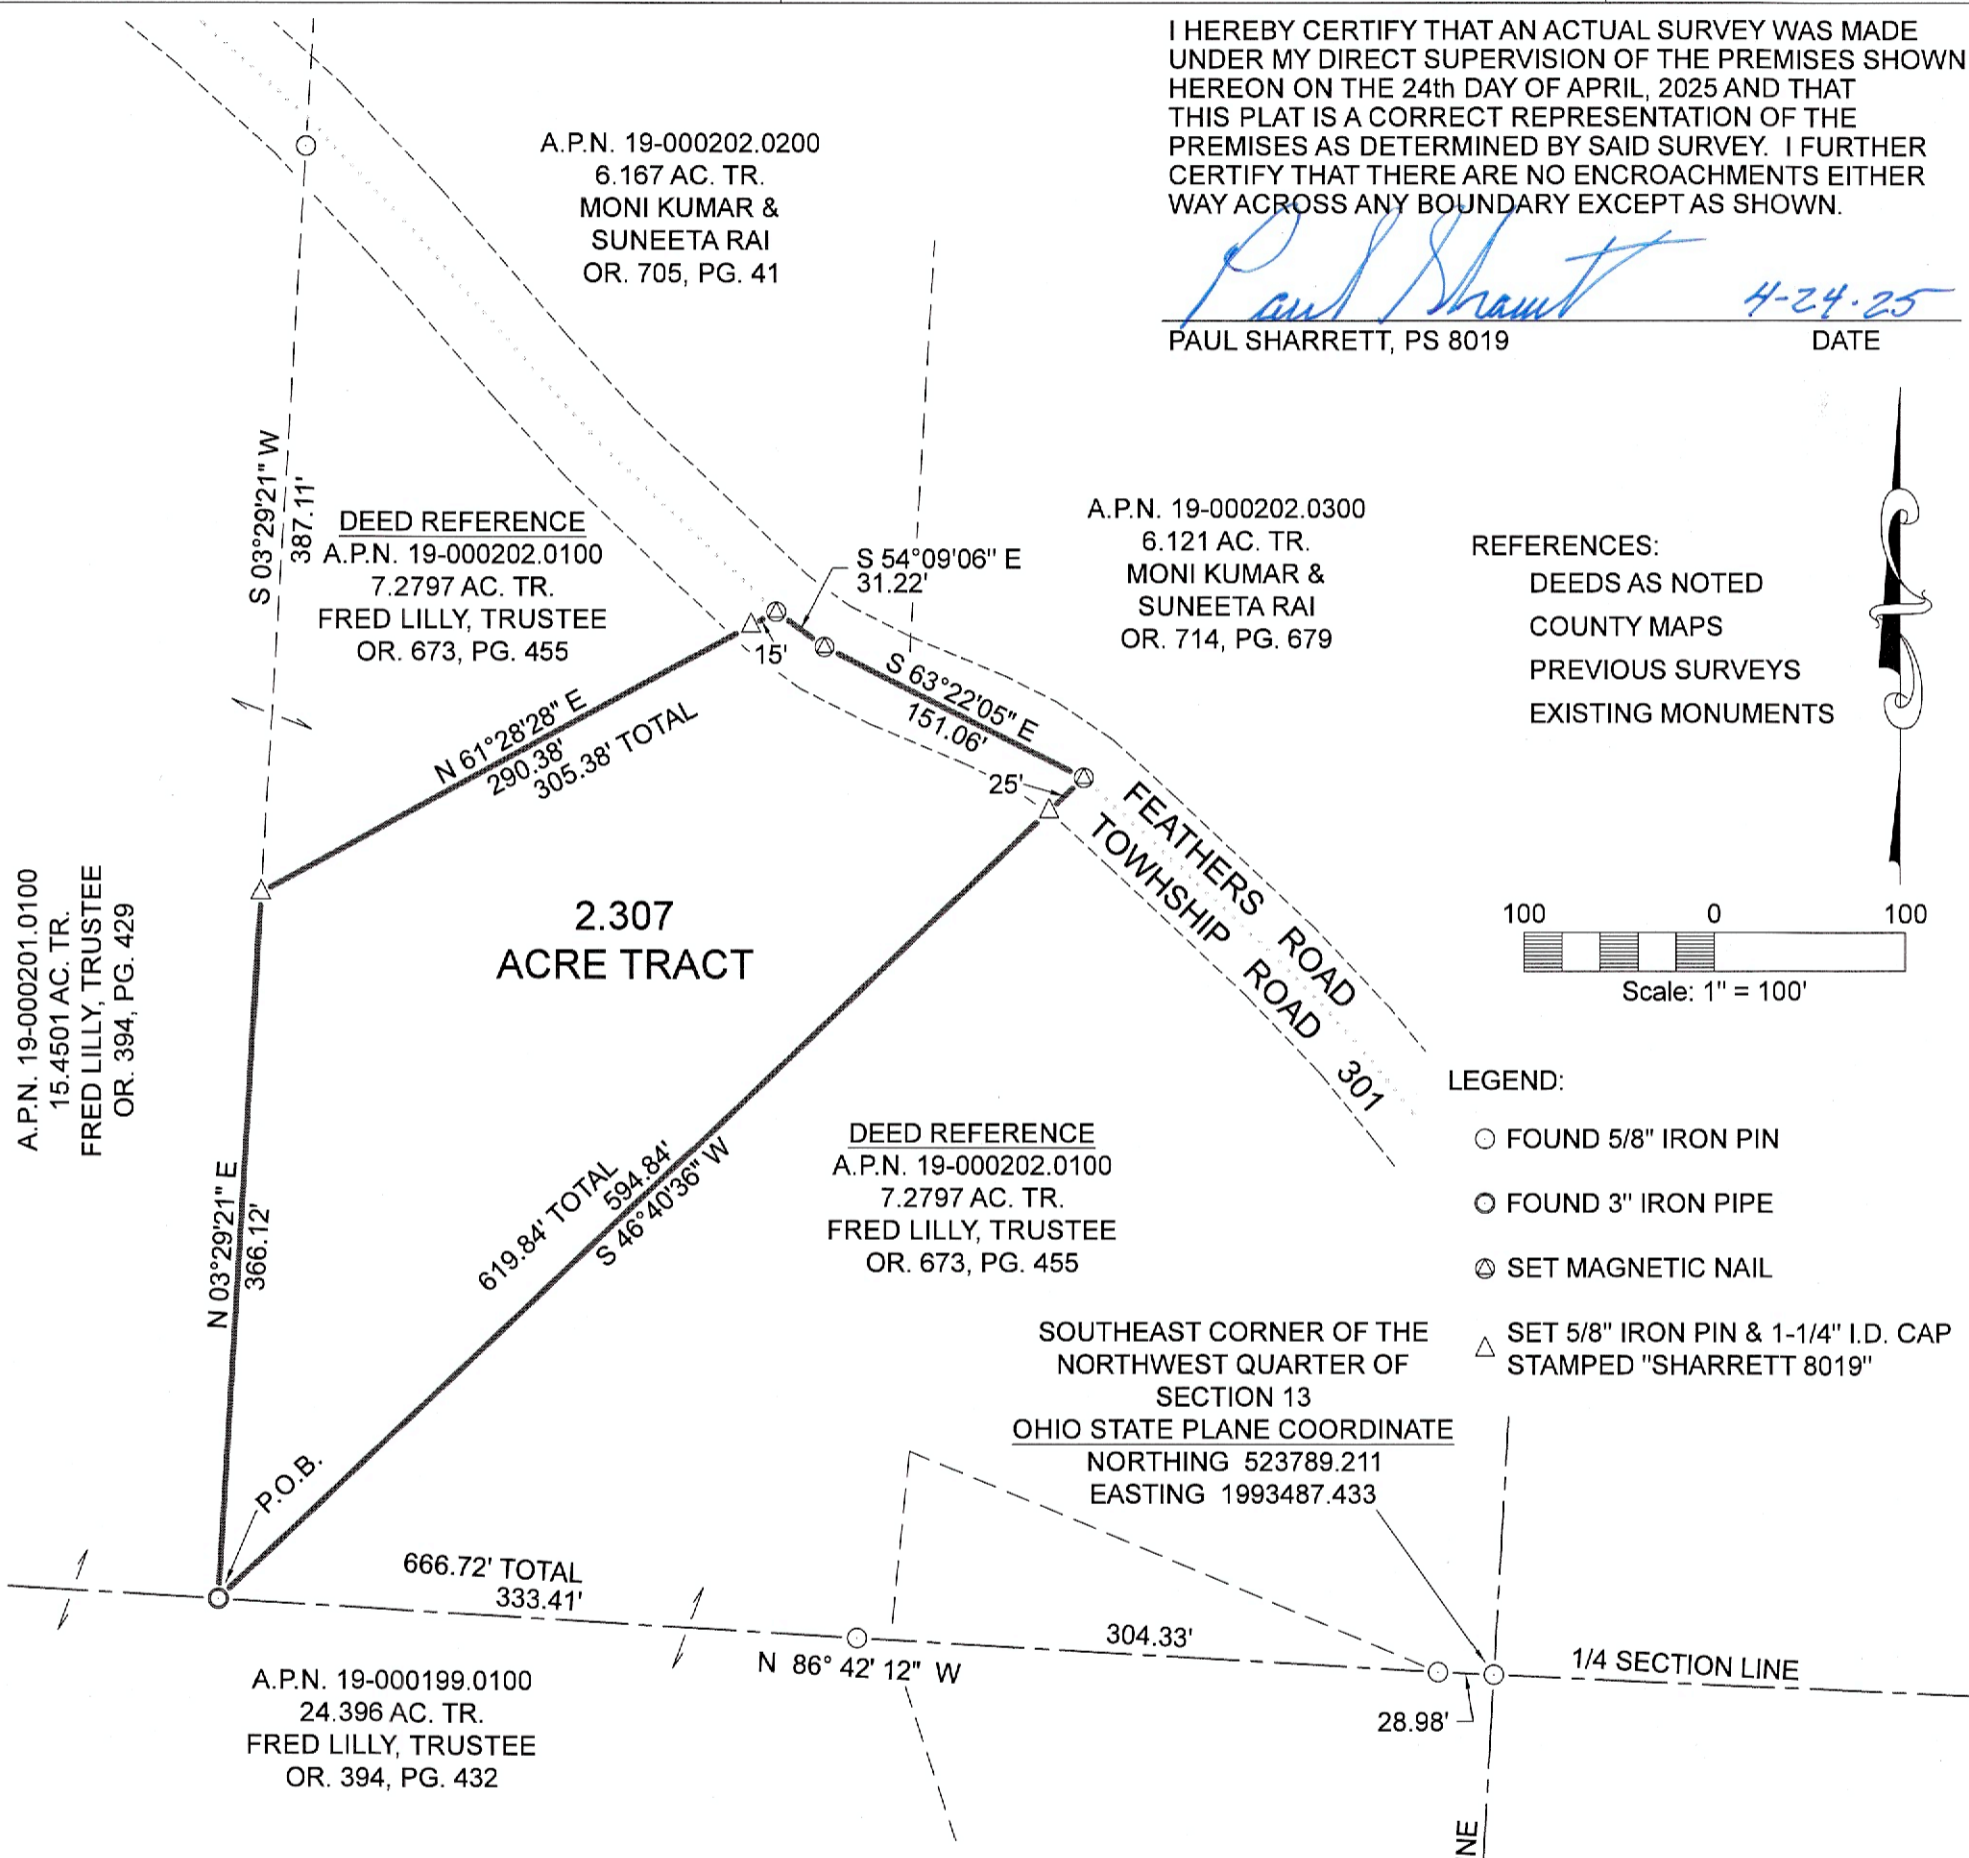 I HEREBY CERTIFY THAT AN ACTUAL SURVEY WAS MADE
UNDER MY DIRECT SUPERVISION OF THE PREMISES SHOWN
HEREON ON THE 24th DAY OF APRIL, 2025 AND THAT
THIS PLAT IS A CORRECT REPRESENTATION OF THE
PREMISES AS DETERMINED BY SAID SURVEY. I FURTHER
CERTIFY THAT THERE ARE NO ENCROACHMENTS EITHER
WAY ACROSS ANY BOUNDARY EXCEPT AS SHOWN.
Paul Sharrett 4-24-25
PAUL SHARRETT, PS 8019 DATE
A.P.N. 19-000202.0200
6.167 AC. TR.
MONI KUMAR &
SUNEETA RAI
OR. 705, PG. 41
S 03°29'21" W
387.11'
DEED REFERENCE
A.P.N. 19-000202.0100
7.2797 AC. TR.
FRED LILLY, TRUSTEE
OR. 673, PG. 455
S 54°09'06" E
31.22'
A.P.N. 19-000202.0300
6.121 AC. TR.
MONI KUMAR &
SUNEETA RAI
OR. 714, PG. 679
REFERENCES:
DEEDS AS NOTED
COUNTY MAPS
PREVIOUS SURVEYS
EXISTING MONUMENTS
15'
S 63°22'05" E
151.06'
25'
N 61°28'28" E
290.38'
305.38' TOTAL
FEATHERS ROAD
TOWHSHIP ROAD 301
A.P.N. 19-000201.0100
15.4501 AC. TR.
FRED LILLY, TRUSTEE
OR. 394, PG. 429
2.307
ACRE TRACT
100 0 100
Scale: 1" = 100'
N 03°29'21" E
366.12'
619.84' TOTAL
594.84'
S 46°40'36" W
DEED REFERENCE
A.P.N. 19-000202.0100
7.2797 AC. TR.
FRED LILLY, TRUSTEE
OR. 673, PG. 455
LEGEND:
FOUND 5/8" IRON PIN
FOUND 3" IRON PIPE
SET MAGNETIC NAIL
SET 5/8" IRON PIN & 1-1/4" I.D. CAP
STAMPED "SHARRETT 8019"
SOUTHEAST CORNER OF THE
NORTHWEST QUARTER OF
SECTION 13
OHIO STATE PLANE COORDINATE
NORTHING 523789.211
EASTING 1993487.433
P.O.B.
666.72' TOTAL
333.41'
N 86° 42' 12" W
304.33'
28.98'
1/4 SECTION LINE
A.P.N. 19-000199.0100
24.396 AC. TR.
FRED LILLY, TRUSTEE
OR. 394, PG. 432
NE